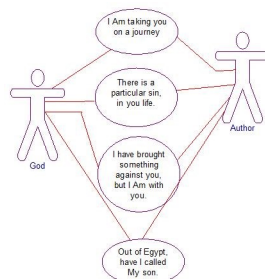 I Am taking you
on a journey
There is a
particular sin,
in you life.
God
Author
I have brought
something
against you,
but I Am with
you.
Out of Egypt,
have I called
My son.